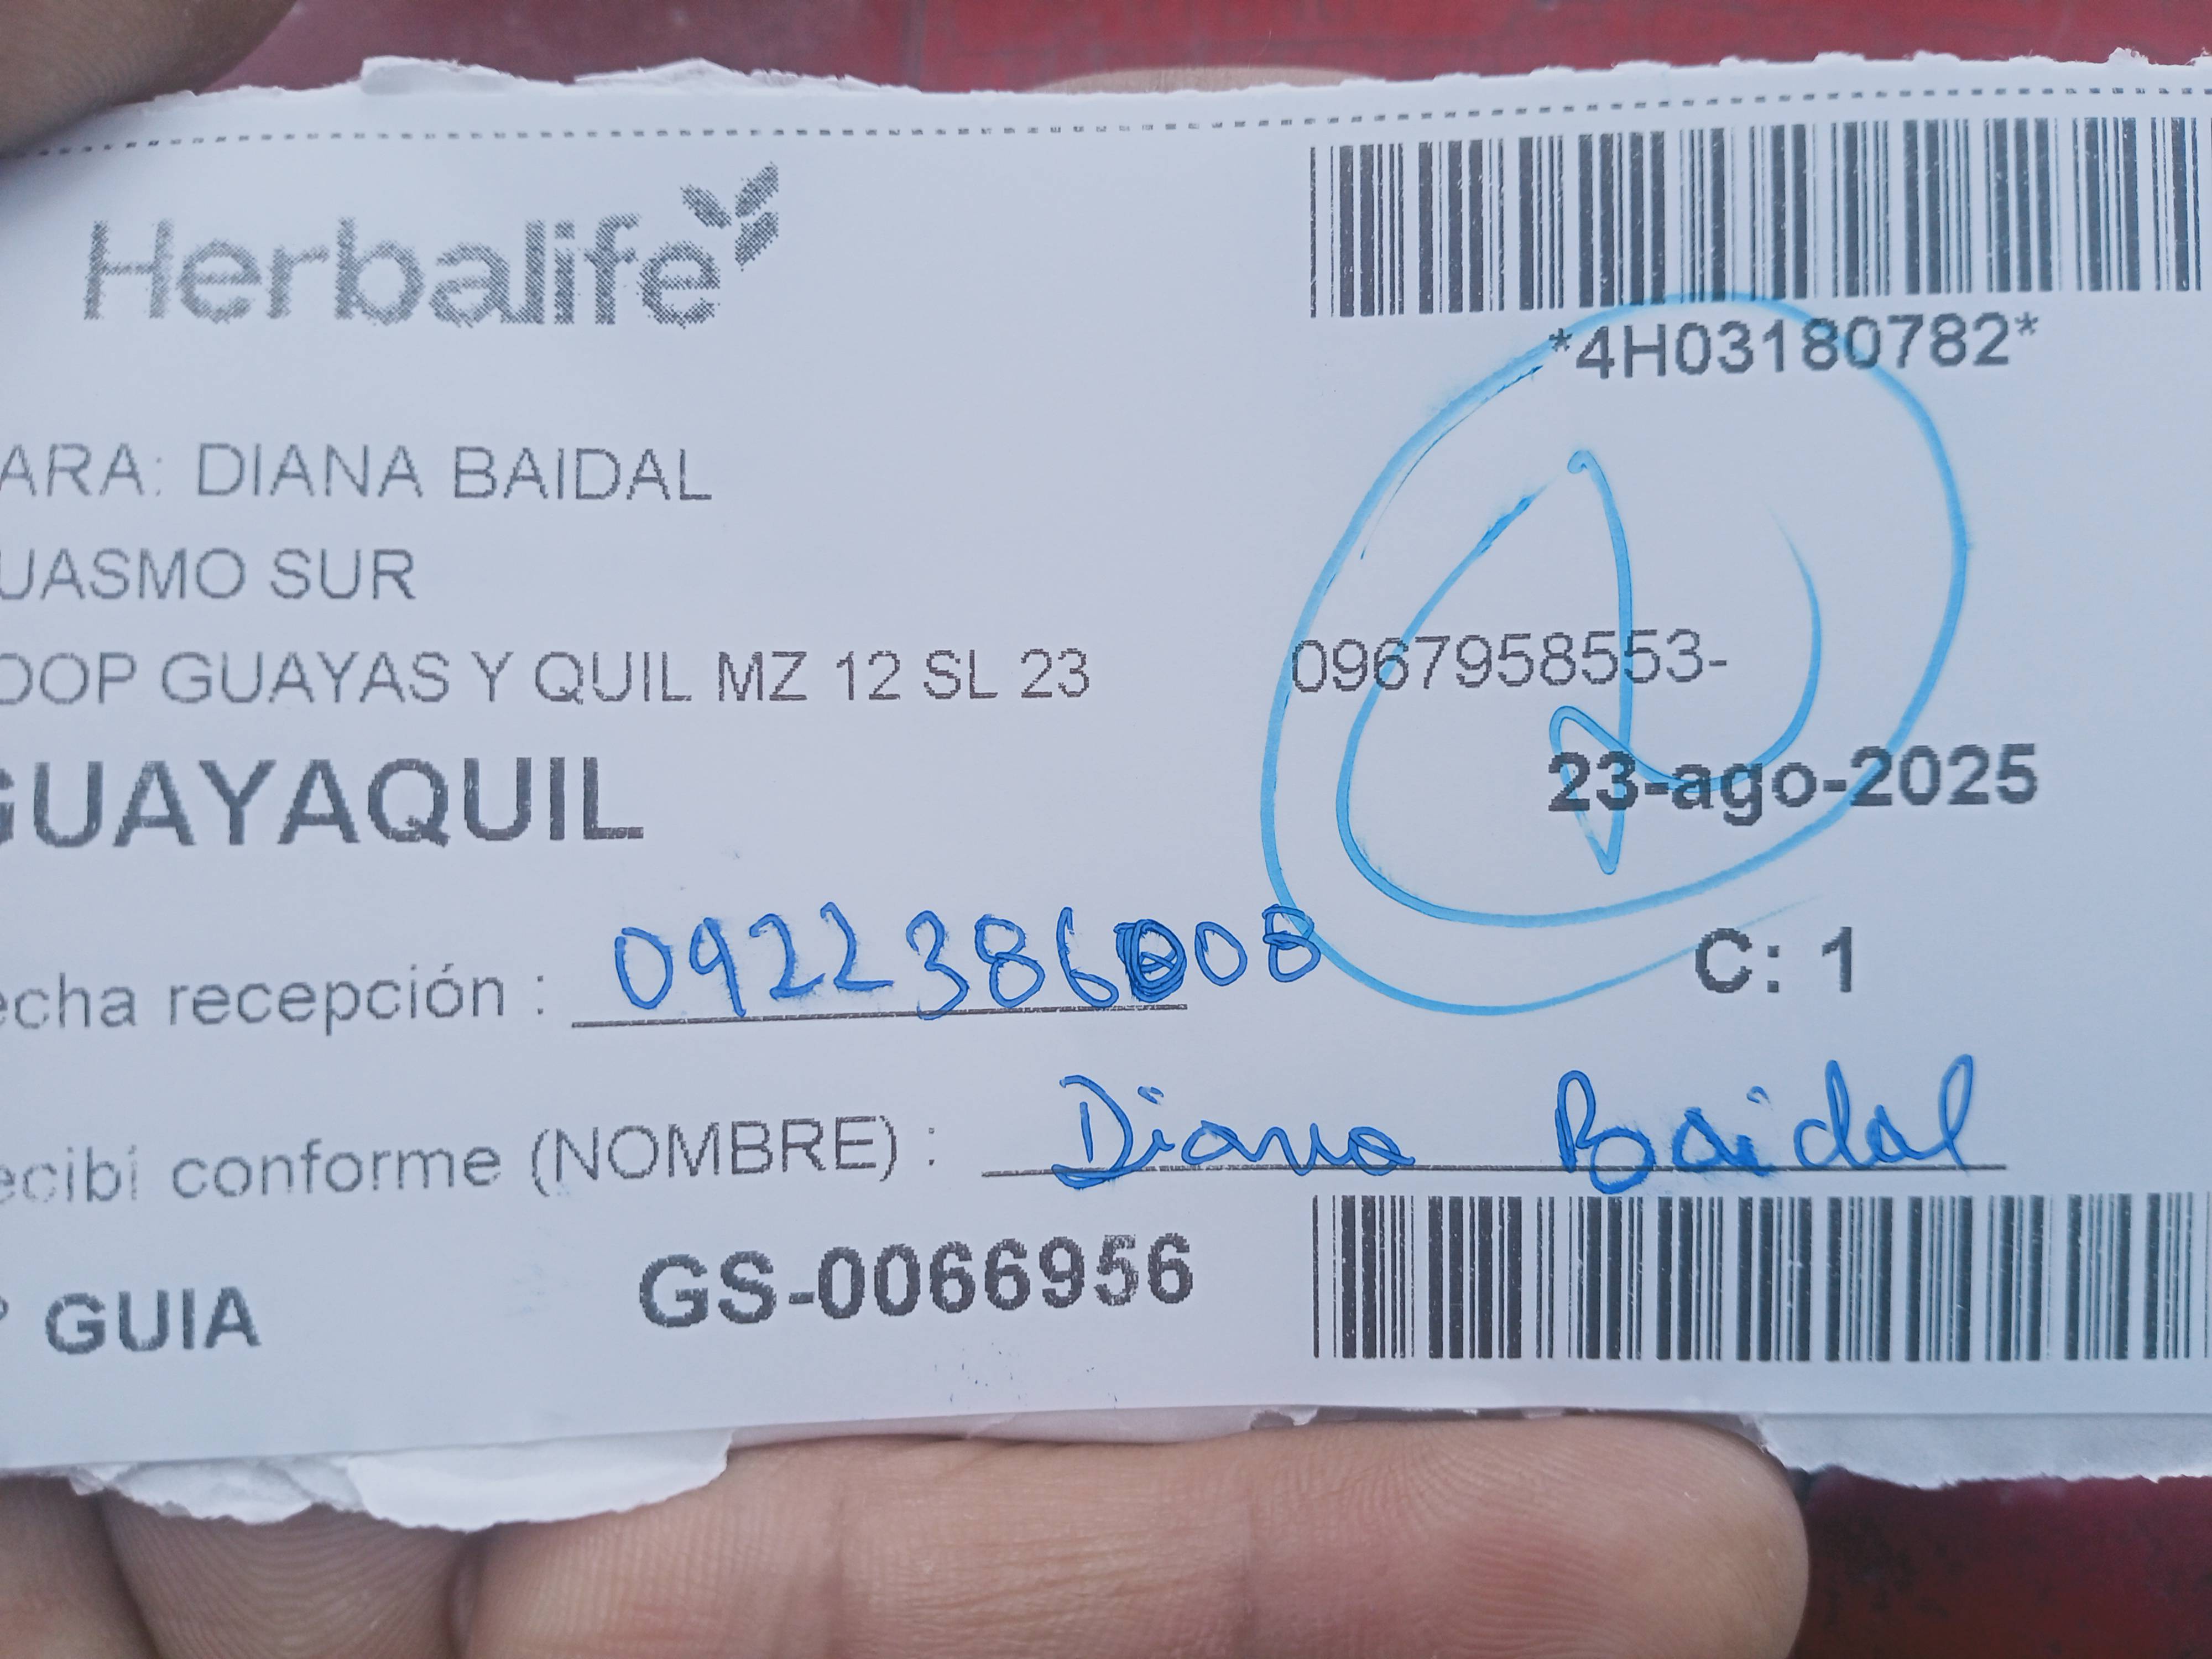 Herbalife
*4H03180782*
ARA: DIANA BAIDAL
UASMO SUR
OOP GUAYAS Y QUIL MZ 12 SL 23 0967958553-
GUAYAQUIL 23-ago-2025
echa recepción :
C: 1
ecibí conforme (NOMBRE) : Diana Baidal
° GUIA GS-0066956